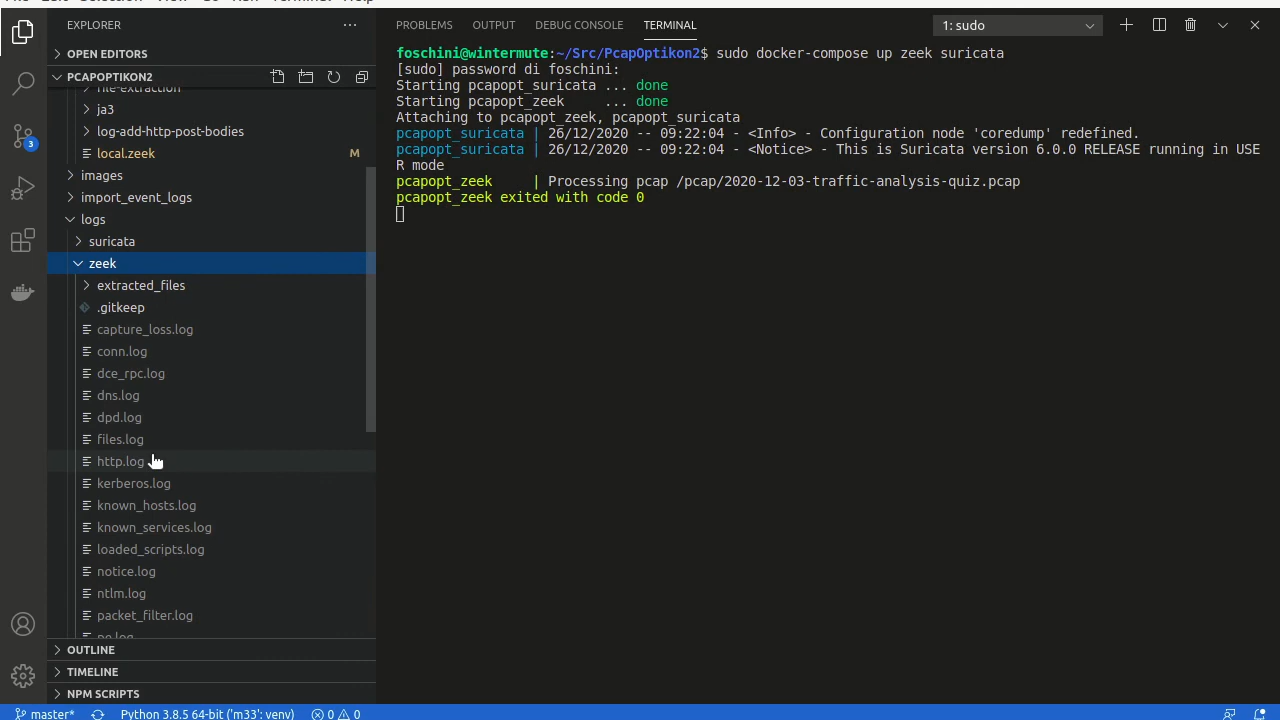 EXPLORER
OPEN EDITORS
PCAPOPTIKON2
file-extraction
ja3
log-add-http-post-bodies
local.zeek M
images
import_event_logs
logs
suricata
zeek
extracted_files
.gitkeep
capture_loss.log
conn.log
dce_rpc.log
dns.log
dpd.log
files.log
http.log
kerberos.log
known_hosts.log
known_services.log
loaded_scripts.log
notice.log
ntlm.log
packet_filter.log
pe.log
OUTLINE
TIMELINE
NPM SCRIPTS
3
PROBLEMS OUTPUT DEBUG CONSOLE TERMINAL 1: sudo
foschini@wintermute:~/Src/PcapOptikon2$ sudo docker-compose up zeek suricata
[sudo] password di foschini:
Starting pcapopt_suricata ... done
Starting pcapopt_zeek     ... done
Attaching to pcapopt_zeek, pcapopt_suricata
pcapopt_suricata | 26/12/2020 -- 09:22:04 - <Info> - Configuration node 'coredump' redefined.
pcapopt_suricata | 26/12/2020 -- 09:22:04 - <Notice> - This is Suricata version 6.0.0 RELEASE running in USE
R mode
pcapopt_zeek     | Processing pcap /pcap/2020-12-03-traffic-analysis-quiz.pcap
pcapopt_zeek exited with code 0
master* Python 3.8.5 64-bit ('m33': venv) 0 0